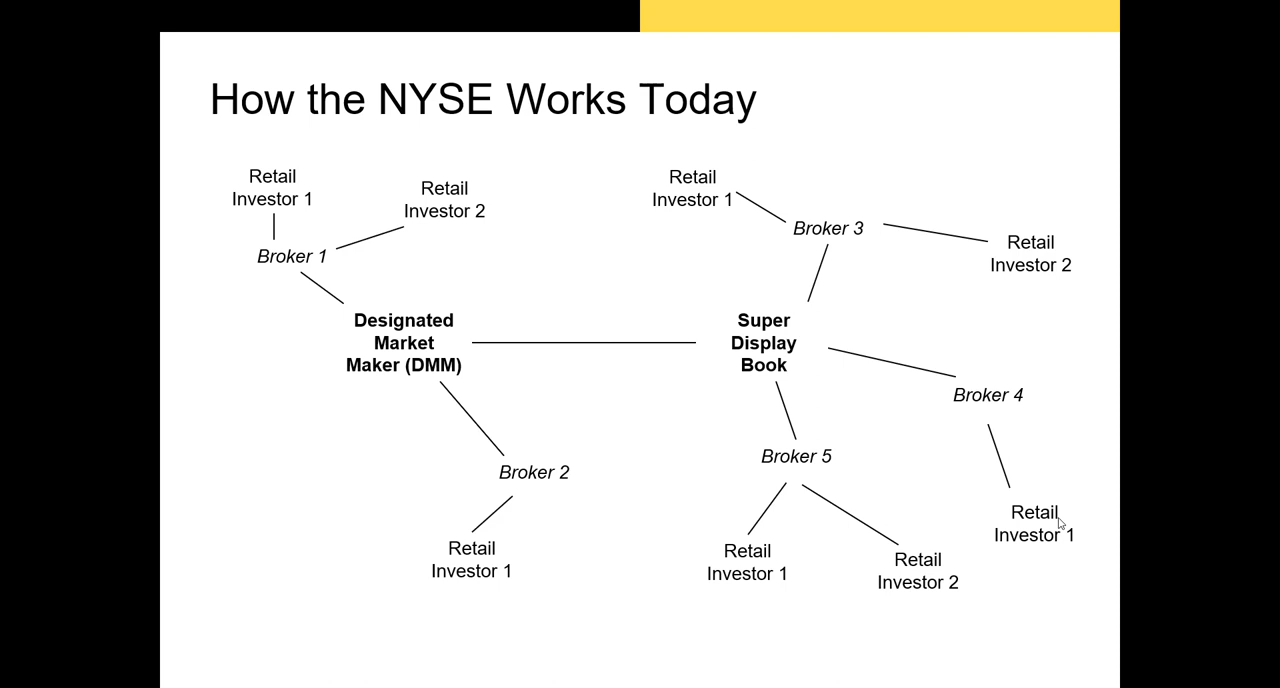 How the NYSE Works Today
Retail
Investor 1
Retail
Investor 2
Broker 1
Retail
Investor 1
Broker 3
Retail
Investor 2
Designated
Market
Maker (DMM)
Super
Display
Book
Broker 4
Broker 2
Broker 5
Retail
Investor 1
Retail
Investor 1
Retail
Investor 1
Retail
Investor 2